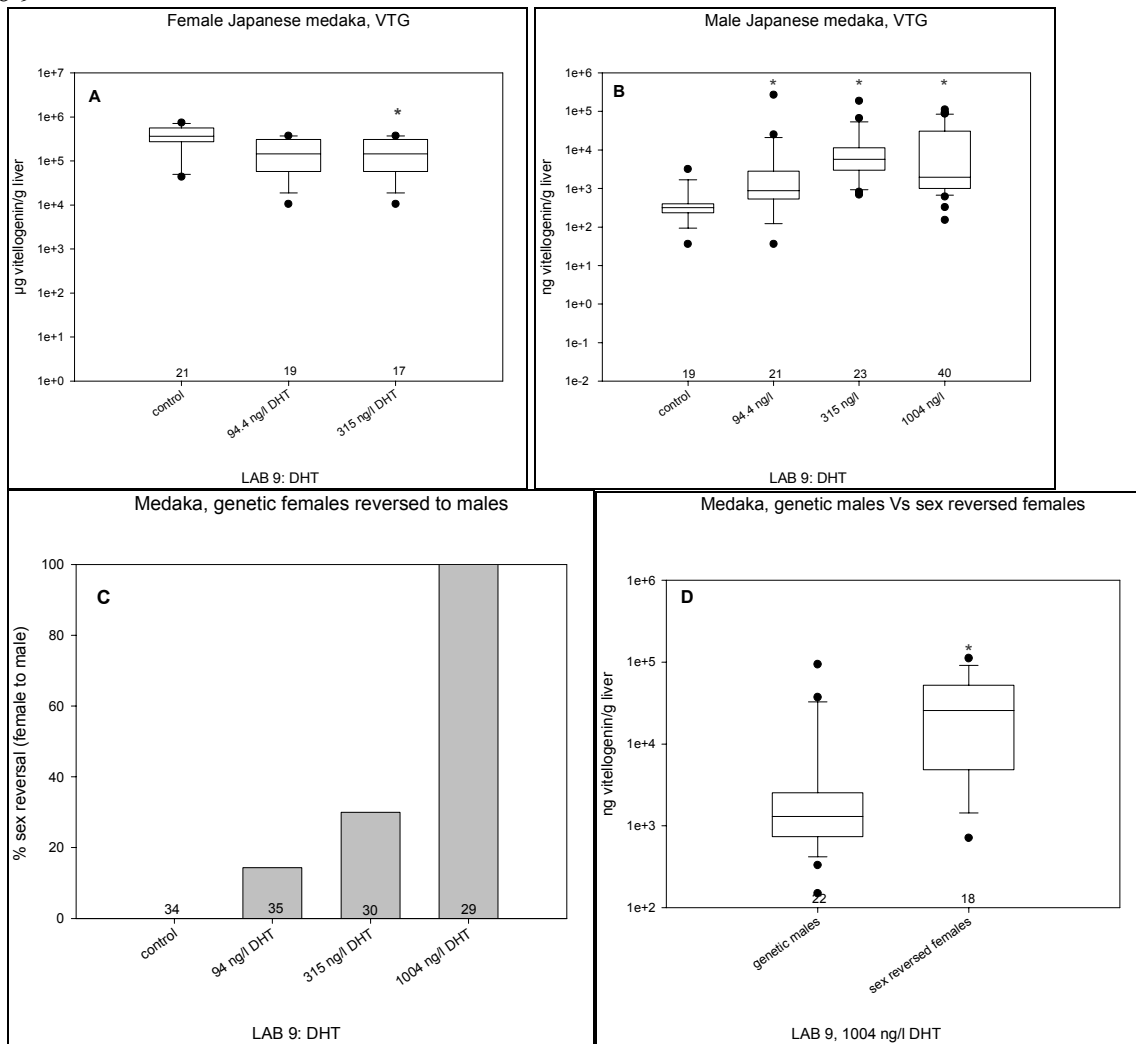 Female Japanese medaka, VTG
A
*
µg vitellogenin/g liver
1e+7
1e+6
1e+5
1e+4
1e+3
1e+2
1e+1
1e+0
21
19
17
control
94.4 ng/l DHT
315 ng/l DHT
LAB 9: DHT
Male Japanese medaka, VTG
B
*
*
*
ng vitellogenin/g liver
1e+6
1e+5
1e+4
1e+3
1e+2
1e+1
1e+0
1e-1
1e-2
19
21
23
40
control
94.4 ng/l
315 ng/l
1004 ng/l
LAB 9: DHT
Medaka, genetic females reversed to males
C
% sex reversal (female to male)
100
80
60
40
20
0
34
35
30
29
control
94 ng/l DHT
315 ng/l DHT
1004 ng/l DHT
LAB 9: DHT
Medaka, genetic males Vs sex reversed females
D
*
ng vitellogenin/g liver
1e+6
1e+5
1e+4
1e+3
1e+2
22
18
genetic males
sex reversed females
LAB 9, 1004 ng/l DHT